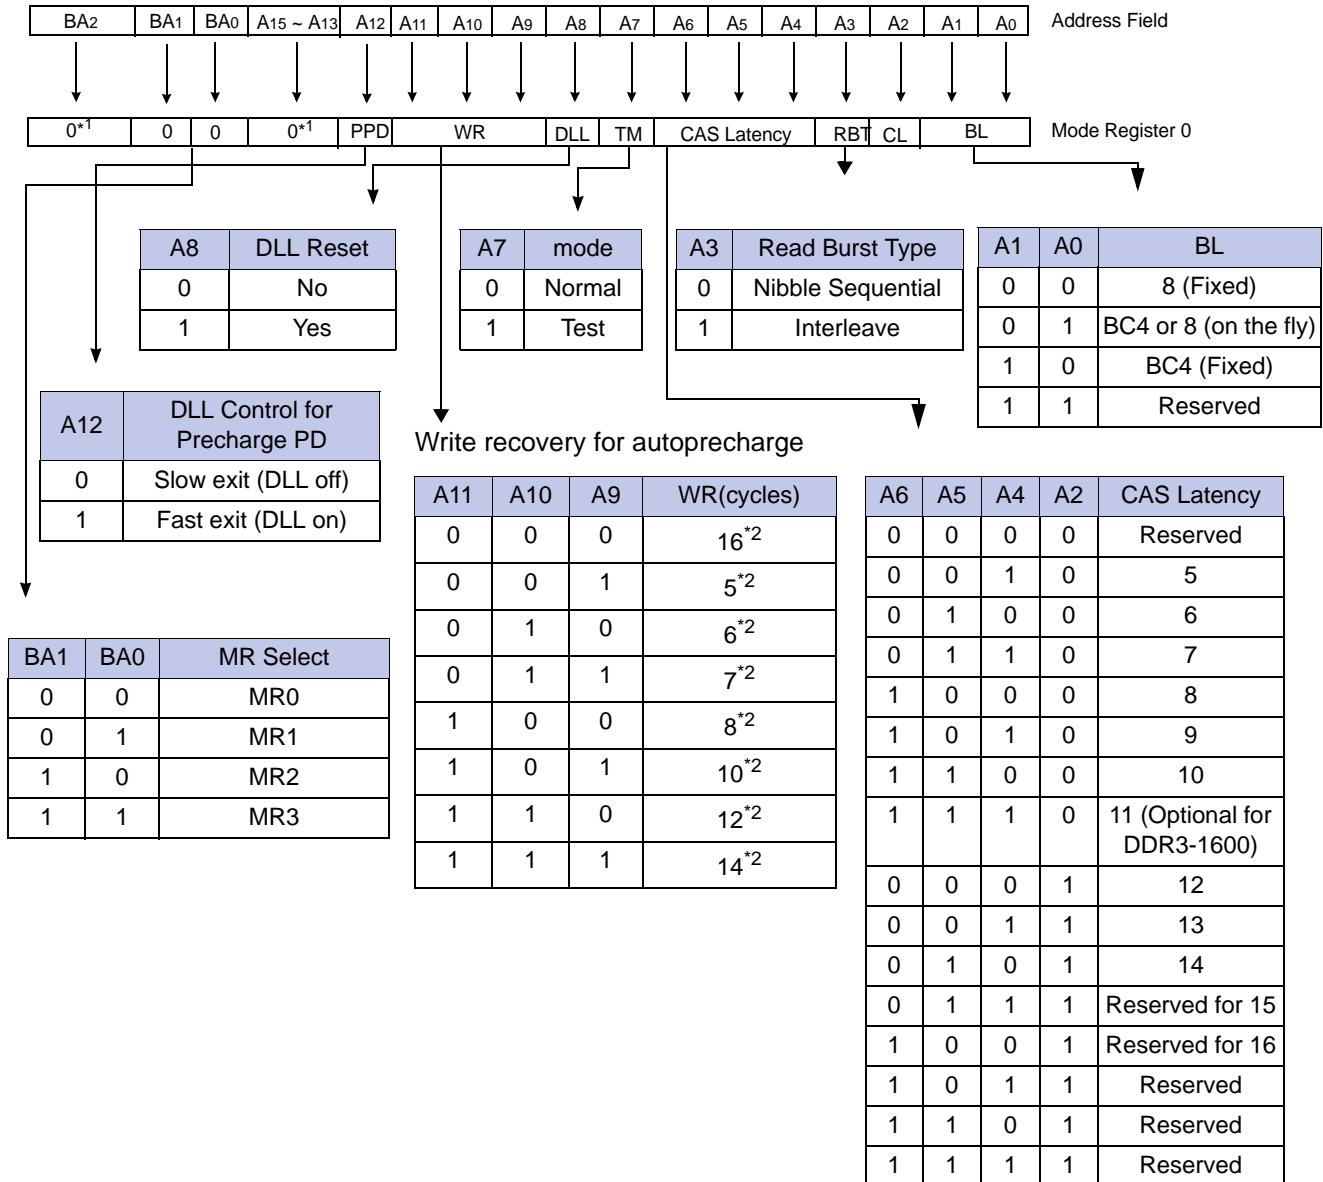 BA2 BA1 BA0 A15 ~ A13 A12 A11 A10 A9 A8 A7 A6 A5 A4 A3 A2 A1 A0 Address Field
0*1 0 0 0*1 PPD WR DLL TM CAS Latency RBT CL BL Mode Register 0
A8 DLL Reset
0 No
1 Yes
A7 mode
0 Normal
1 Test
A3 Read Burst Type
0 Nibble Sequential
1 Interleave
A1 A0 BL
0 0 8 (Fixed)
0 1 BC4 or 8 (on the fly)
1 0 BC4 (Fixed)
1 1 Reserved
A12 DLL Control for
Precharge PD
0 Slow exit (DLL off)
1 Fast exit (DLL on)
Write recovery for autoprecharge
A11 A10 A9 WR(cycles)
0 0 0 16*2
0 0 1 5*2
0 1 0 6*2
0 1 1 7*2
1 0 0 8*2
1 0 1 10*2
1 1 0 12*2
1 1 1 14*2
A6 A5 A4 A2 CAS Latency
0 0 0 0 Reserved
0 0 1 0 5
0 1 0 0 6
0 1 1 0 7
1 0 0 0 8
1 0 1 0 9
1 1 0 0 10
1 1 1 0 11 (Optional for
DDR3-1600)
0 0 0 1 12
0 0 1 1 13
0 1 0 1 14
0 1 1 1 Reserved for 15
1 0 0 1 Reserved for 16
1 0 1 1 Reserved
1 1 0 1 Reserved
1 1 1 1 Reserved
BA1 BA0 MR Select
0 0 MR0
0 1 MR1
1 0 MR2
1 1 MR3